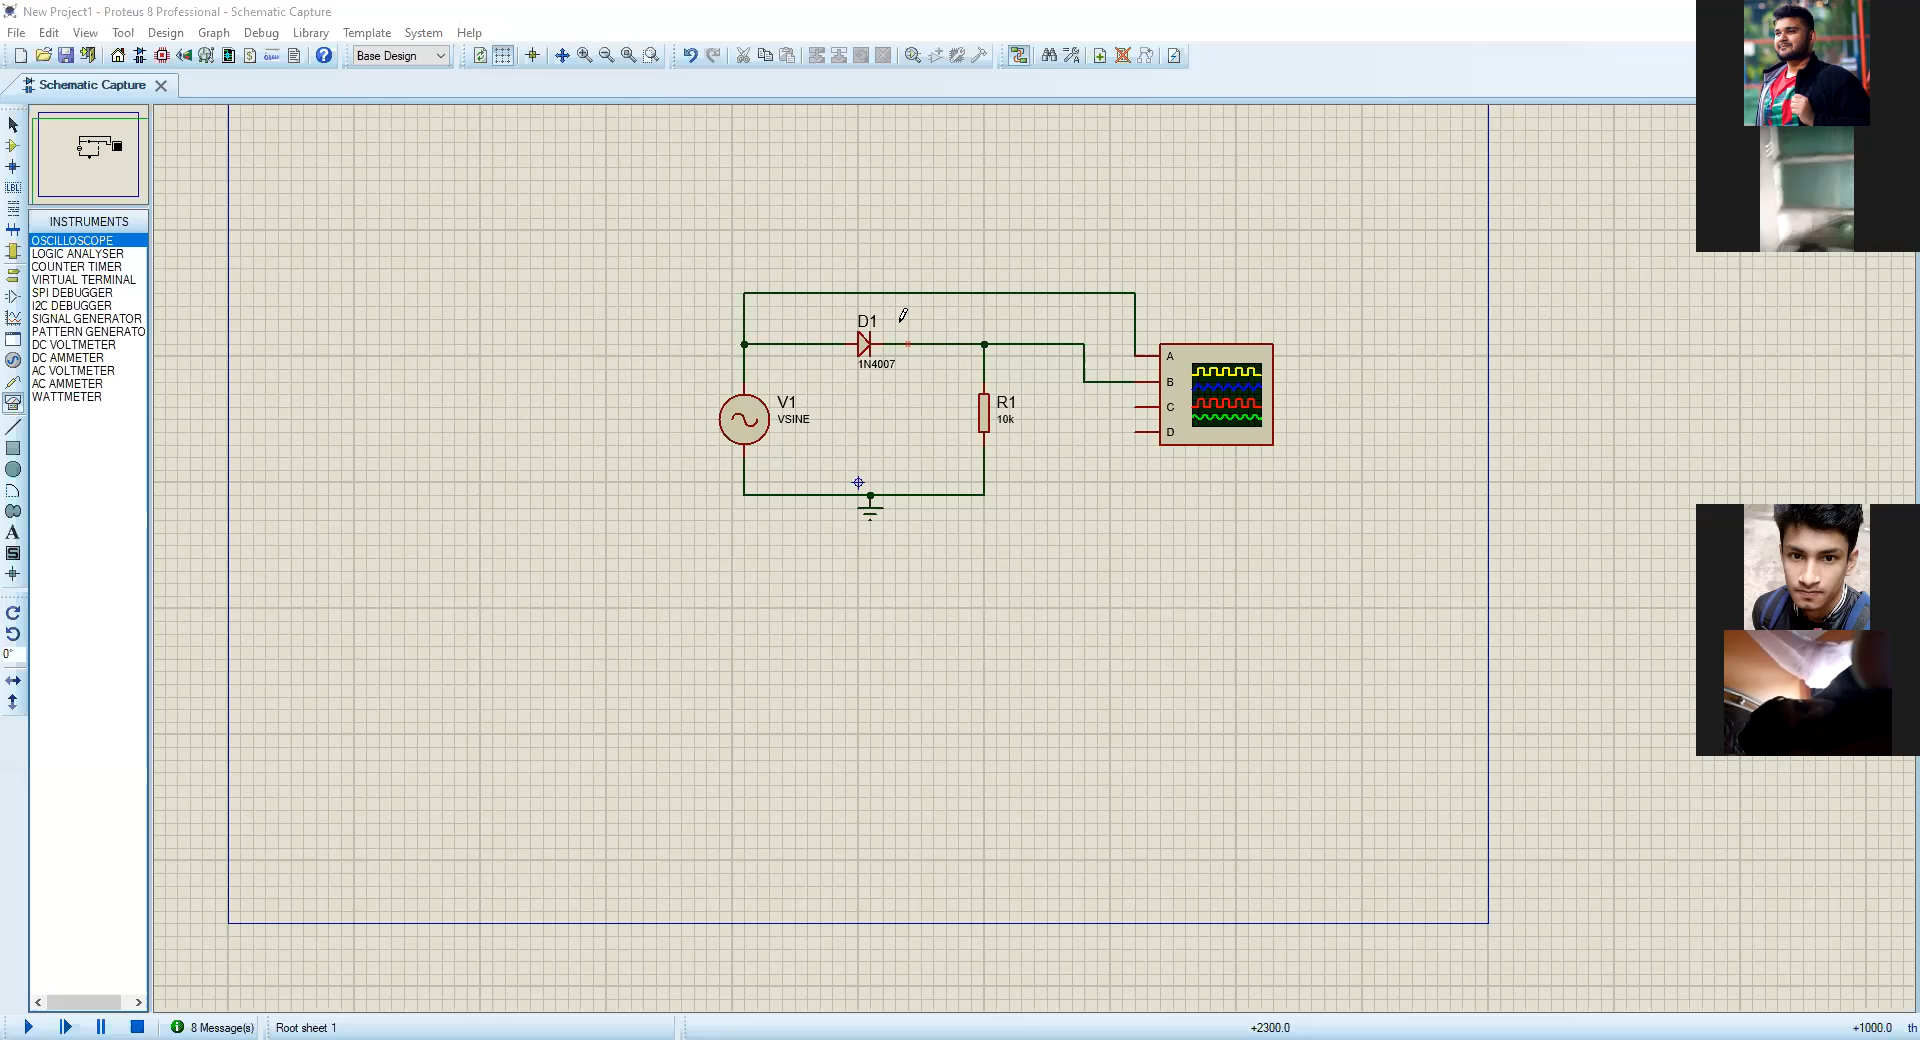 New Project1 - Proteus 8 Professional - Schematic Capture
File Edit View Tool Design Graph Debug Library Template System Help
Base Design
Schematic Capture
INSTRUMENTS
OSCILLOSCOPE
LOGIC ANALYSER
COUNTER TIMER
VIRTUAL TERMINAL
SPI DEBUGGER
I2C DEBUGGER
SIGNAL GENERATOR
PATTERN GENERATO
DC VOLTMETER
DC AMMETER
AC VOLTMETER
AC AMMETER
WATTMETER
LBL
A
S
0°
D1
1N4007
V1
VSINE
R1
10k
A
B
C
D
8 Message(s) Root sheet 1 +2300.0 +1000.0 th